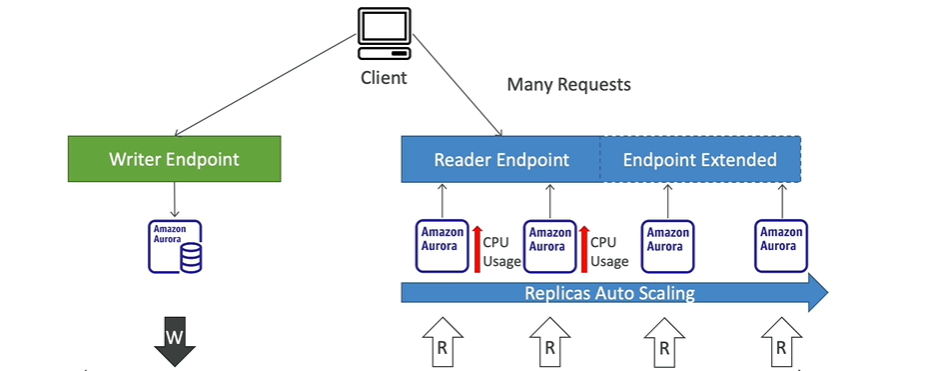 Client
Many Requests
Writer Endpoint
Reader Endpoint
Endpoint Extended
Amazon
Aurora
Amazon
Aurora
CPU
Usage
Amazon
Aurora
CPU
Usage
Amazon
Aurora
Amazon
Aurora
Replicas Auto Scaling
W
R
R
R
R